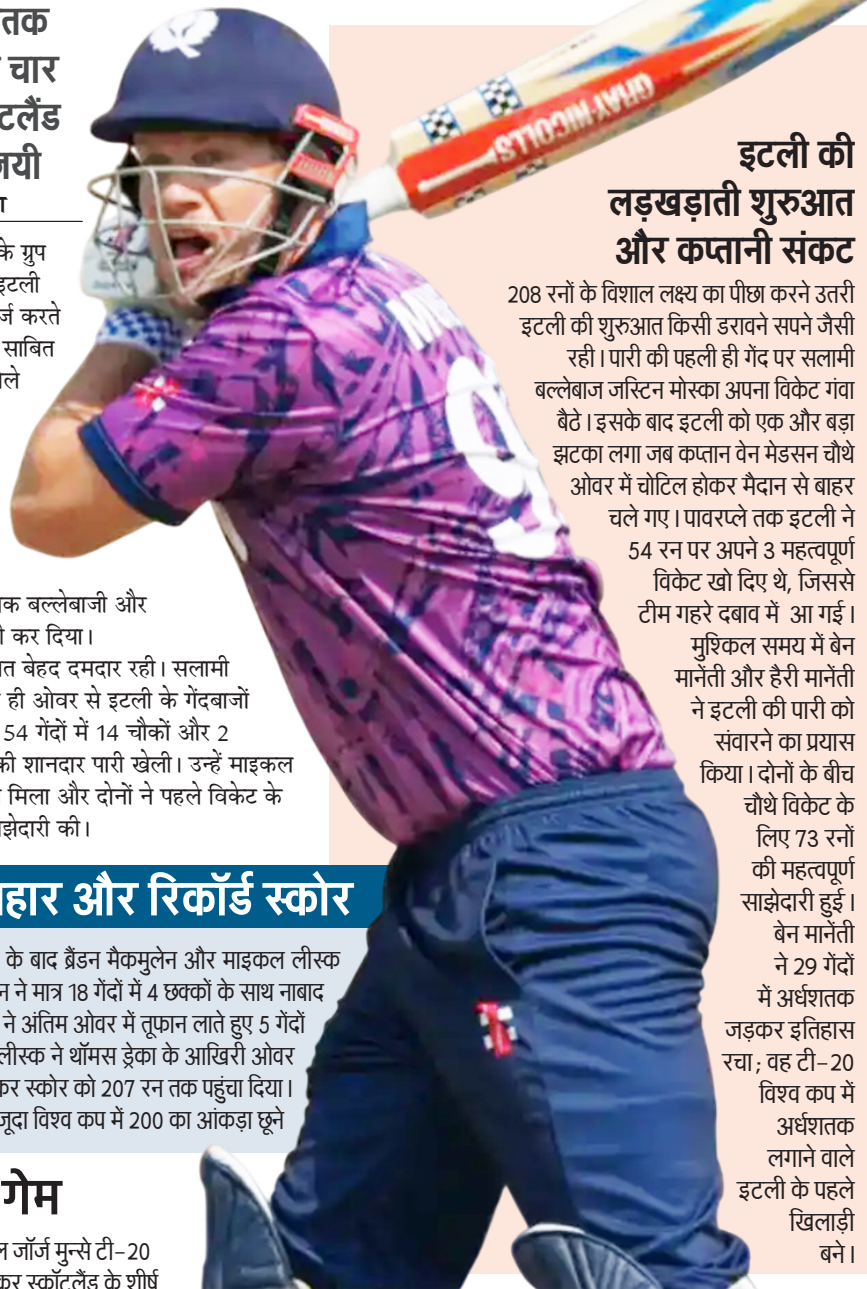 तक
चार
टलैंड
जयी
के ग्रुप
इटली
र्ज करते
साबित
क बल्लेबाजी और
कर दिया।
त बेहद दमदार रही। सलामी
ही ओवर से इटली के गेंदबाजों
54 गेंदों में 14 चौकों और 2
की शानदार पारी खेली। उन्हें माइकल
मिला और दोनों ने पहले विकेट के
झेदारी की।
हार और रिकॉर्ड स्कोर
के बाद ब्रैंडन मैकमुलेन और माइकल लीस्क
न ने मात्र 18 गेंदों में 4 छक्कों के साथ नाबाद
ने अंतिम ओवर में तूफान लाते हुए 5 गेंदों
लीस्क ने थॉमस ड्रेका के आखिरी ओवर
कर स्कोर को 207 रन तक पहुंचा दिया।
जूदा विश्व कप में 200 का आंकड़ा छूने
गेम
ल जॉर्ज मुन्से टी-20
कर स्कॉटलैंड के शीर्ष
GRAY-NICOLLS
इटली की
लड़खड़ाती शुरुआत
और कप्तानी संकट
208 रनों के विशाल लक्ष्य का पीछा करने उतरी
इटली की शुरुआत किसी डरावने सपने जैसी
रही। पारी की पहली ही गेंद पर सलामी
बल्लेबाज जस्टिन मोस्का अपना विकेट गंवा
बैठे। इसके बाद इटली को एक और बड़ा
झटका लगा जब कप्तान वेन मेडसन चौथे
ओवर में चोटिल होकर मैदान से बाहर
चले गए। पावरप्ले तक इटली ने
54 रन पर अपने 3 महत्वपूर्ण
विकेट खो दिए थे, जिससे
टीम गहरे दबाव में आ गई।
मुश्किल समय में बेन
मानेंती और हैरी मानेंती
ने इटली की पारी को
संवारने का प्रयास
किया। दोनों के बीच
चौथे विकेट के
लिए 73 रनों
की महत्वपूर्ण
साझेदारी हुई।
बेन मानेंती
ने 29 गेंदों
में अर्धशतक
जड़कर इतिहास
रचा; वह टी-20
विश्व कप में
अर्धशतक
लगाने वाले
इटली के पहले
खिलाड़ी
बने।